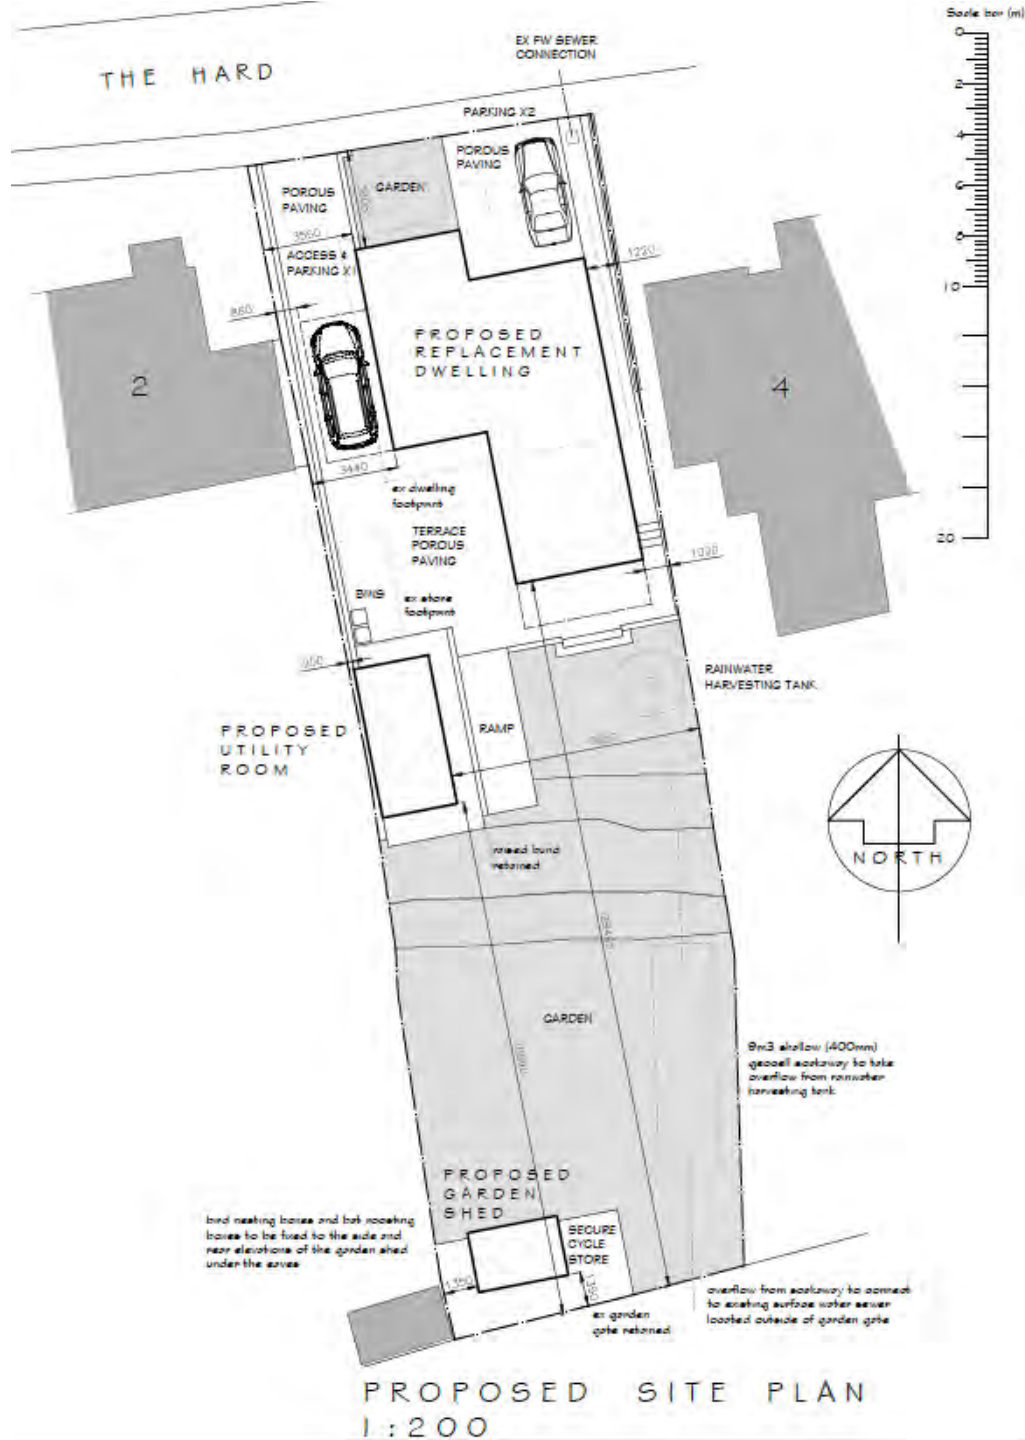 Scale bar (m)
0
2
4
6
8
10
20
THE HARD
EX FW SEWER
CONNECTION
PARKING X2
POROUS
PAVING
GARDEN
POROUS
PAVING
3560
ACCESS &
PARKING X1
1220
PROPOSED
REPLACEMENT
DWELLING
2
4
3440
ex dwelling
footprint
TERRACE
POROUS
PAVING
BINS
ex store
footprint
RAINWATER
HARVESTING TANK
PROPOSED
UTILITY
ROOM
RAMP
NORTH
raised bund
retained
GARDEN
9m3 shallow (400mm)
geocell soakaway to take
overflow from rainwater
harvesting tank
PROPOSED
GARDEN
SHED
bird nesting boxes and bat roosting
boxes to be fixed to the side and
rear elevations of the garden shed
under the eaves
SECURE
CYCLE
STORE
1350
1350
ex garden
gate retained
overflow from soakaway to connect
to existing surface water sewer
located outside of garden gate
PROPOSED SITE PLAN
1:200